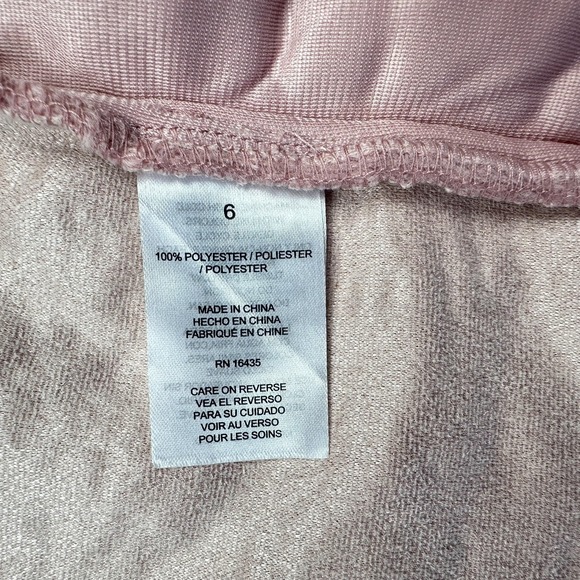 6
100% POLYESTER / POLIESTER
/ POLYESTER
MADE IN CHINA
HECHO EN CHINA
FABRIQUÉ EN CHINE
RN 16435
CARE ON REVERSE
VEA EL REVERSO
PARA SU CUIDADO
VOIR AU VERSO
POUR LES SOINS